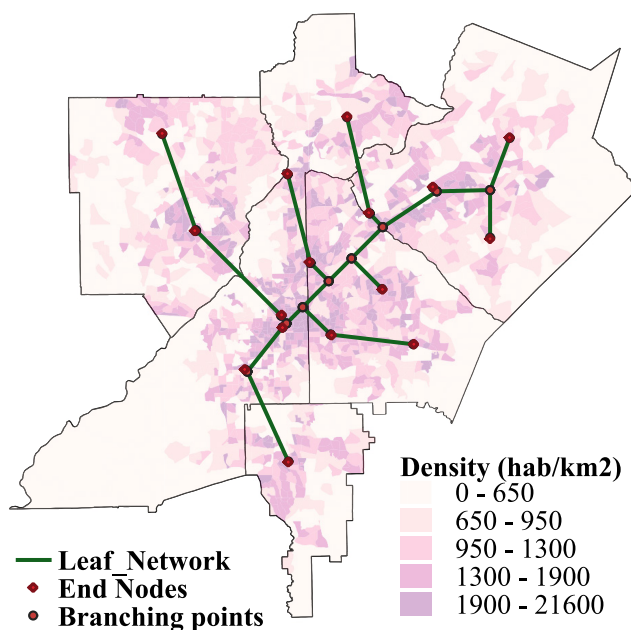 Density (hab/km2)
0 - 650
650 - 950
950 - 1300
1300 - 1900
1900 - 21600
Leaf_Network
End Nodes
Branching points